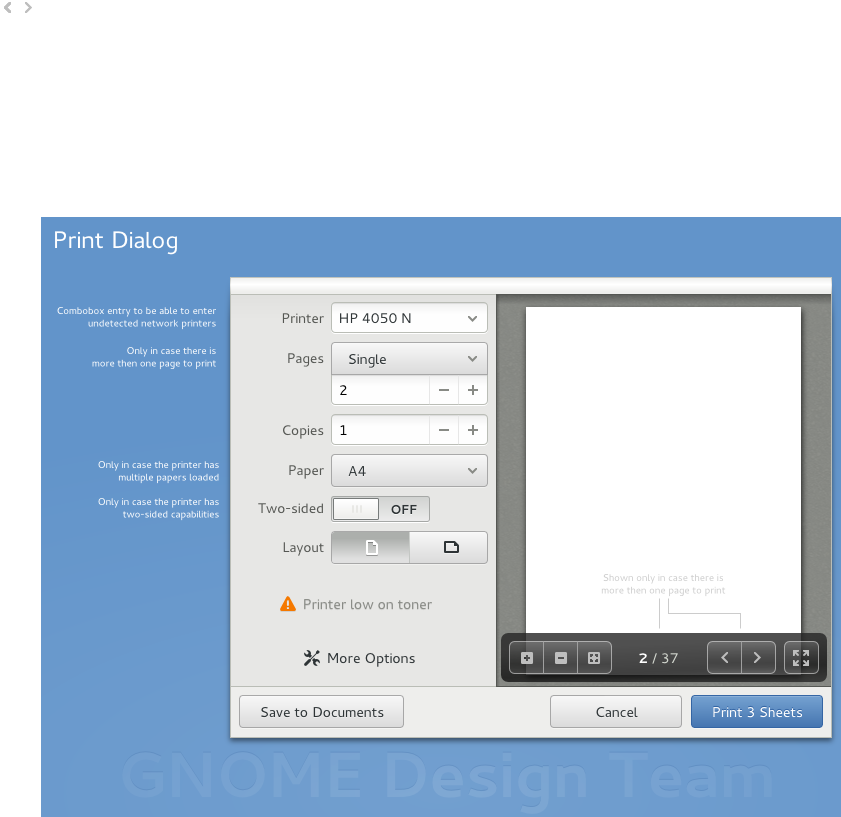 Print Dialog
Combobox entry to be able to enter
undetected network printers
Only in case there is
more then one page to print
Only in case the printer has
multiple papers loaded
Only in case the printer has
two-sided capabilities
Printer HP 4050 N
Pages Single
2
Copies 1
Paper A4
Two-sided OFF
Layout
Printer low on toner
More Options
Shown only in case there is
more then one page to print
2 / 37
Save to Documents Cancel Print 3 Sheets
GNOME Design Team